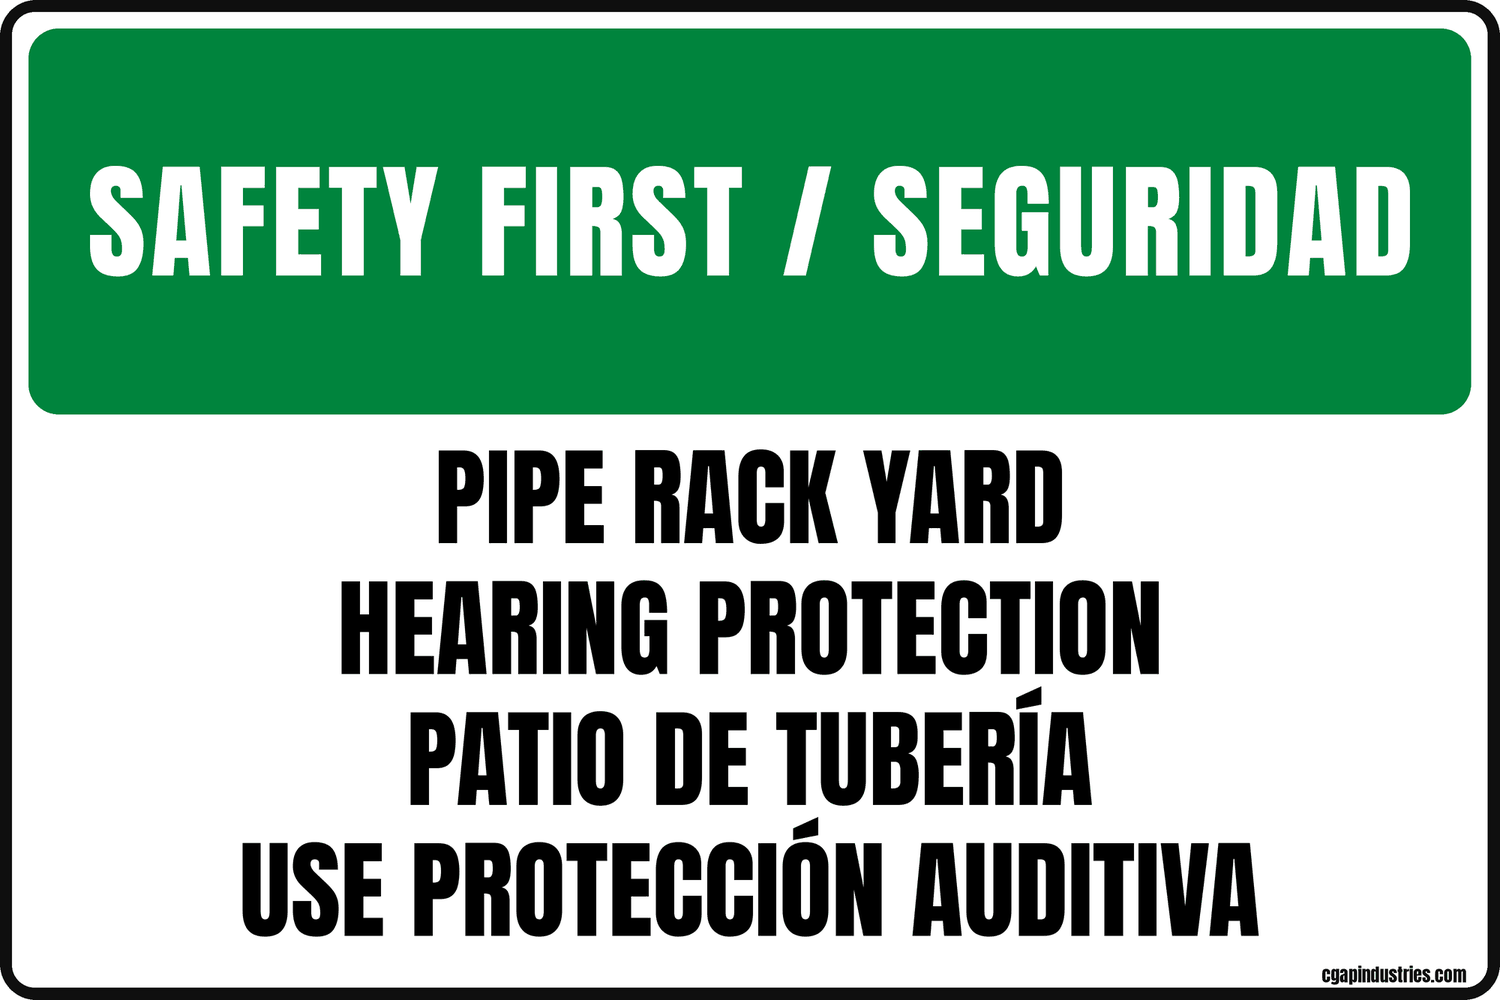 SAFETY FIRST / SEGURIDAD
PIPE RACK YARD
HEARING PROTECTION
PATIO DE TUBERÍA
USE PROTECCIÓN AUDITIVA
cgapindustries.com